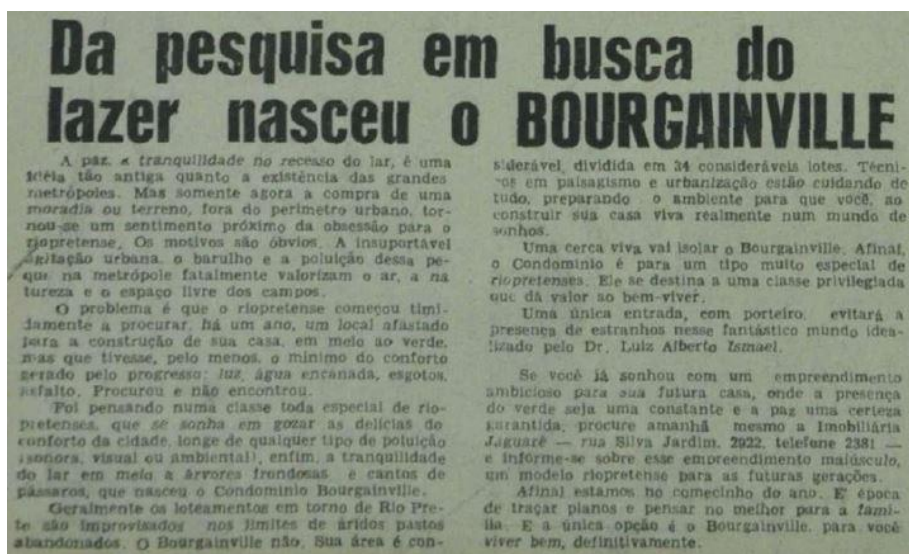 Da pesquisa em busca do
lazer nasceu o BOURGAINVILLE
A paz, a tranquilidade no recesso do lar, é uma
idéia tão antiga quanto a existência das grandes
metrópoles. Mas somente agora a compra de uma
moradia ou terreno, fora do perímetro urbano, tor-
nou-se um sentimento próximo da obsessão para o
riopretense. Os motivos são óbvios. A insuportável
agitação urbana, o barulho e a poluição dessa pe-
que na metrópole fatalmente valorizam o ar, a na
tureza e o espaço livre dos campos.
O problema é que o riopretense começou timi-
damente a procurar, há um ano, um local afastado
para a construção de sua casa, em meio ao verde,
mas que tivesse, pelo menos, o mínimo do conforto
gerado pelo progresso: luz, água encanada, esgotos,
asfalto. Procurou e não encontrou.
Foi pensando numa classe toda especial de rio-
pretenses, que se sonha em gozar as delícias do
conforto da cidade, longe de qualquer tipo de poluição
(sonora, visual ou ambiental), enfim, a tranquilidade
do lar em meio a árvores frondosas e cantos de
pássaros, que nasceu o Condomínio Bourgainville.
Geralmente os loteamentos em torno de Rio Pre-
to são improvisados nos limites de áridos pastos
abandonados. O Bourgainville não. Sua área é con-
siderável, dividida em 34 consideráveis lotes. Técni-
cos em paisagismo e urbanização estão cuidando de
tudo, preparando o ambiente para que você, ao
construir sua casa viva realmente num mundo de
sonhos.
Uma cerca viva vai isolar o Bourgainville. Afinal,
o Condomínio é para um tipo muito especial de
riopretenses. Ele se destina a uma classe privilegiada
que dá valor ao bem-viver.
Uma única entrada, com porteiro, evitará a
presença de estranhos nesse fantástico mundo idea-
lizado pelo Dr. Luiz Alberto Ismael.
Se você já sonhou com um empreendimento
ambicioso para sua futura casa, onde a presença
do verde seja uma constante e a paz uma certeza
garantida, procure amanhã mesmo a Imobiliária
Jaguaré — rua Silva Jardim, 2922, telefone 2381 —
e informe-se sobre esse empreendimento maiúsculo,
um modelo riopretense para as futuras gerações.
Afinal estamos no comecinho do ano. E' época
de traçar planos e pensar no melhor para a famí-
lia. E a única opção é o Bourgainville, para você
viver bem, definitivamente.